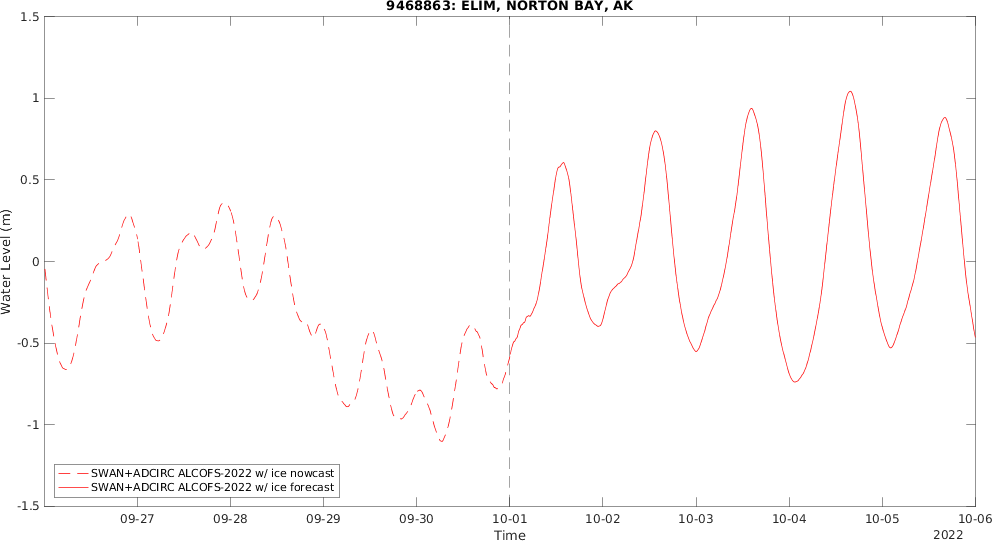 9468863: ELIM, NORTON BAY, AK
1.5
1
0.5
0
-0.5
-1
-1.5
Water Level (m)
SWAN+ADCIRC ALCOFS-2022 w/ ice nowcast
SWAN+ADCIRC ALCOFS-2022 w/ ice forecast
09-27 09-28 09-29 09-30 10-01 10-02 10-03 10-04 10-05 10-06
Time
2022